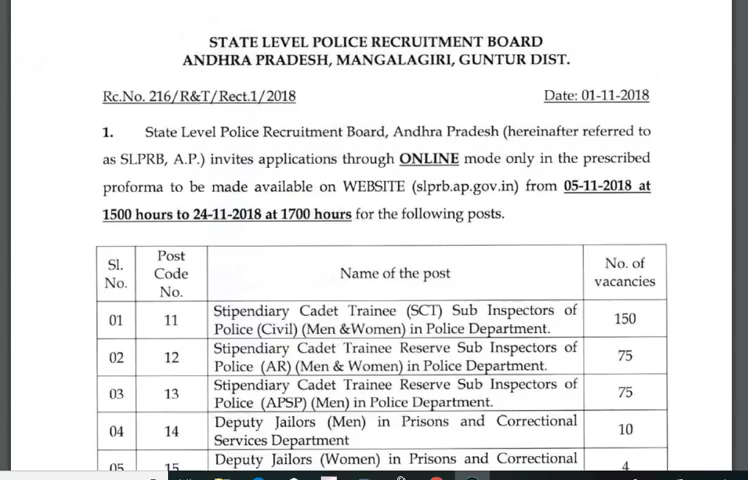 STATE LEVEL POLICE RECRUITMENT BOARD
ANDHRA PRADESH, MANGALAGIRI, GUNTUR DIST.
Rc.No. 216/R&T/Rect.1/2018 Date: 01-11-2018
1. State Level Police Recruitment Board, Andhra Pradesh (hereinafter referred to
as SLPRB, A.P.) invites applications through ONLINE mode only in the prescribed
proforma to be made available on WEBSITE (slprb.ap.gov.in) from 05-11-2018 at
1500 hours to 24-11-2018 at 1700 hours for the following posts.
Sl. No. Post Code No. Name of the post No. of vacancies
01 11 Stipendiary Cadet Trainee (SCT) Sub Inspectors of
Police (Civil) (Men &Women) in Police Department. 150
02 12 Stipendiary Cadet Trainee Reserve Sub Inspectors of
Police (AR) (Men & Women) in Police Department. 75
03 13 Stipendiary Cadet Trainee Reserve Sub Inspectors of
Police (APSP) (Men) in Police Department. 75
04 14 Deputy Jailors (Men) in Prisons and Correctional
Services Department 10
05 15 Deputy Jailors (Women) in Prisons and Correctional 4